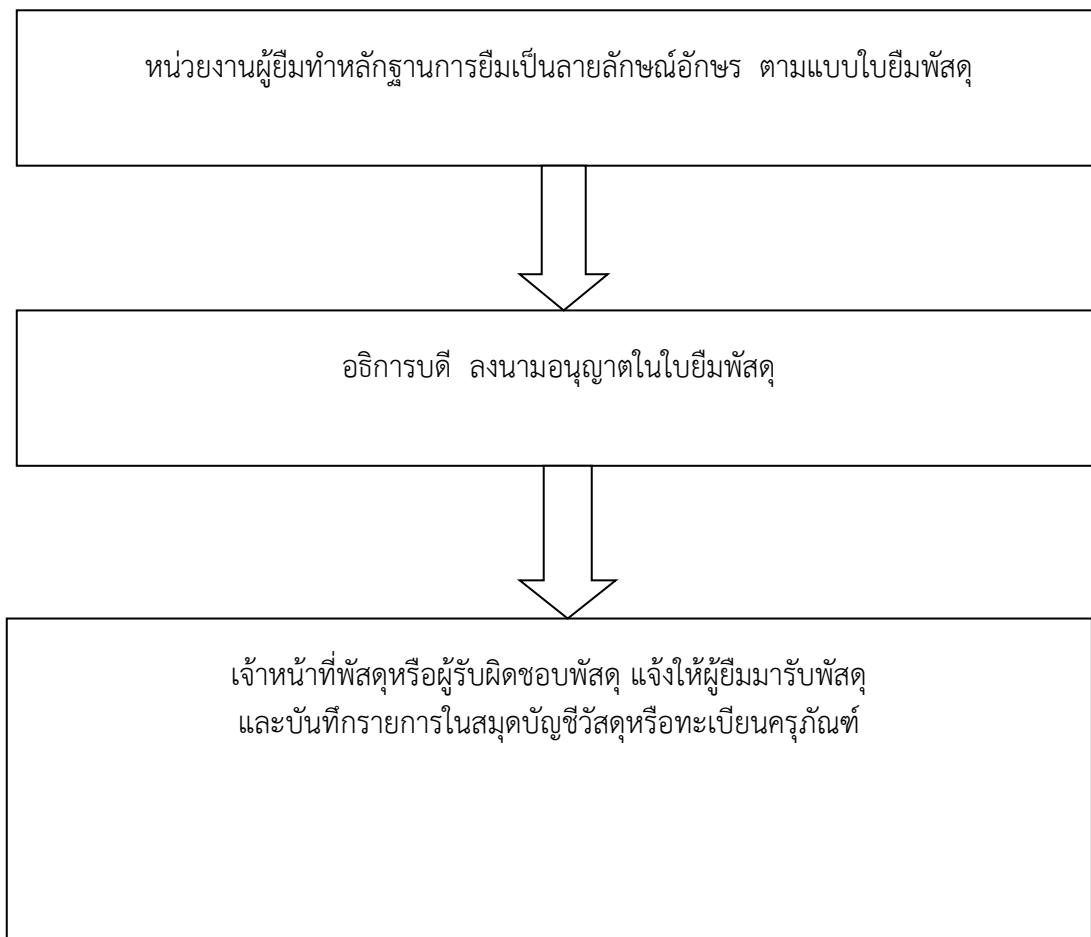 หน่วยงานผู้ยืมทำหลักฐานการยืมเป็นลายลักษณ์อักษร ตามแบบใบยืมพัสดุ
อธิการบดี ลงนามอนุญาตในใบยืมพัสดุ
เจ้าหน้าที่พัสดุหรือผู้รับผิดชอบพัสดุ แจ้งให้ผู้ยืมมารับพัสดุ
และบันทึกรายการในสมุดบัญชีวัสดุหรือทะเบียนครุภัณฑ์